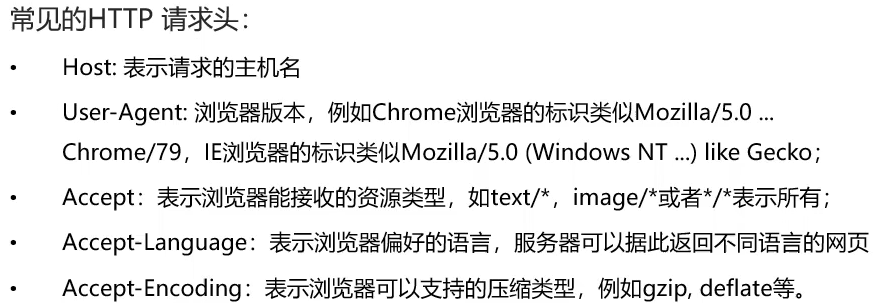 常见的HTTP 请求头：
• Host: 表示请求的主机名
• User-Agent: 浏览器版本，例如Chrome浏览器的标识类似Mozilla/5.0 ...
Chrome/79，IE浏览器的标识类似Mozilla/5.0 (Windows NT ...) like Gecko；
• Accept：表示浏览器能接收的资源类型，如text/*，image/*或者*/*表示所有；
• Accept-Language：表示浏览器偏好的语言，服务器可以据此返回不同语言的网页
• Accept-Encoding：表示浏览器可以支持的压缩类型，例如gzip, deflate等。